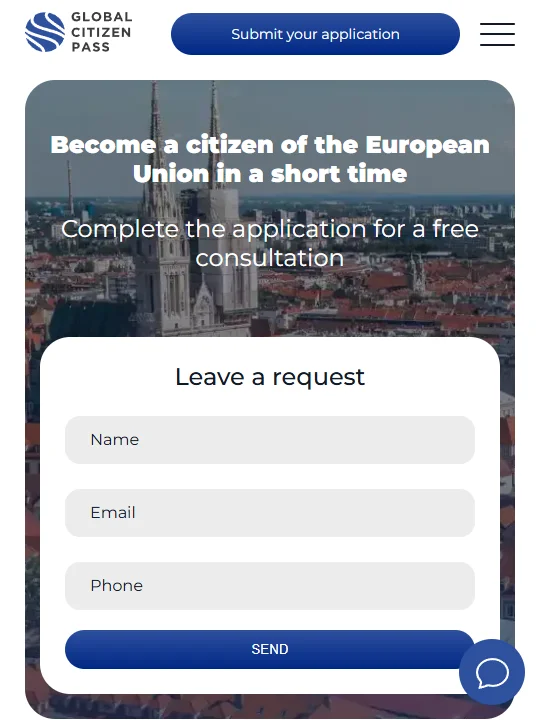 GLOBAL
CITIZEN
PASS
Submit your application
Become a citizen of the European
Union in a short time
Complete the application for a free
consultation
Leave a request
Name
Email
Phone
SEND